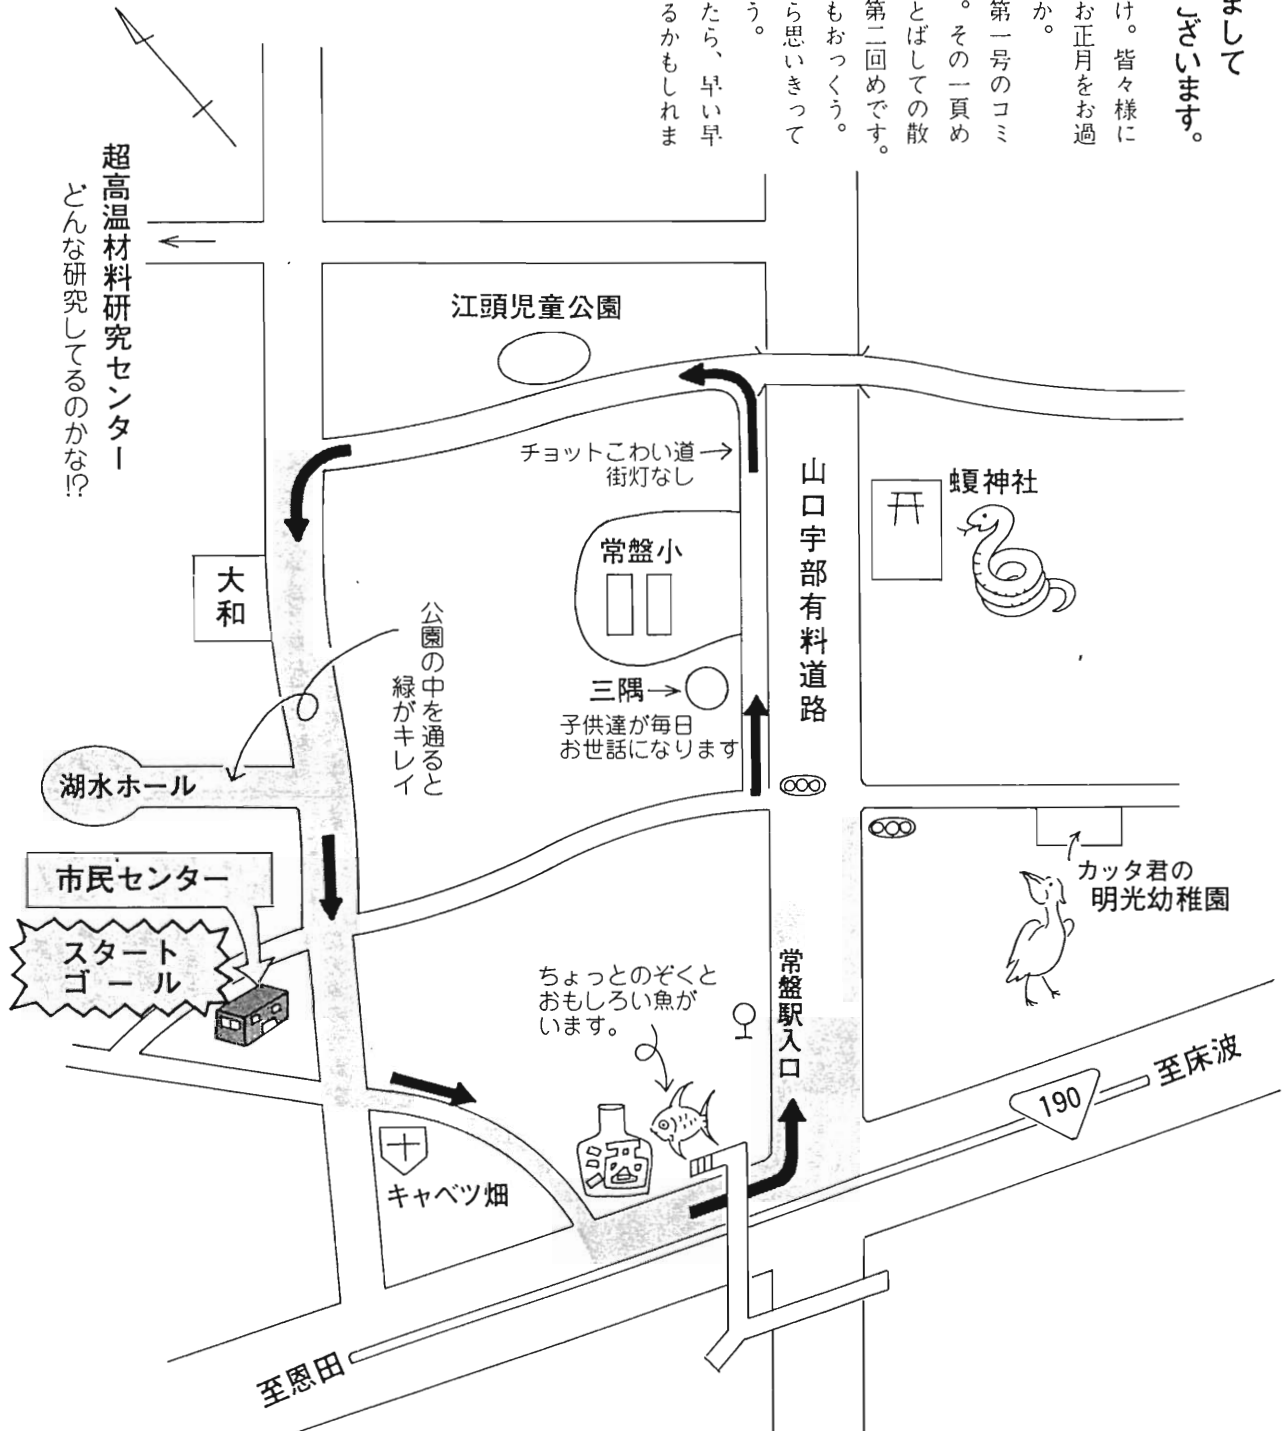 まして
ございます。
け。皆々様に
お正月をお過
か。
第一号のコミ
。その一頁め
とばしての散
第二回めです。
もおっくう。
ら思いきって
う。
たら、早い早
るかもしれま
超高温材料研究センター
どんな研究してるのかな!?
江頭児童公園
チョットこわい道
街灯なし
山口宇部有料道路
蝮神社
常盤小
大和
公園の中を通ると
緑がキレイ
三隅
子供達が毎日
お世話になります
湖水ホール
市民センター
スタート
ゴール
カッタ君の
明光幼稚園
ちょっとのぞくと
おもしろい魚が
います。
常盤駅入口
酒
キャベツ畑
190
至床波
至恩田